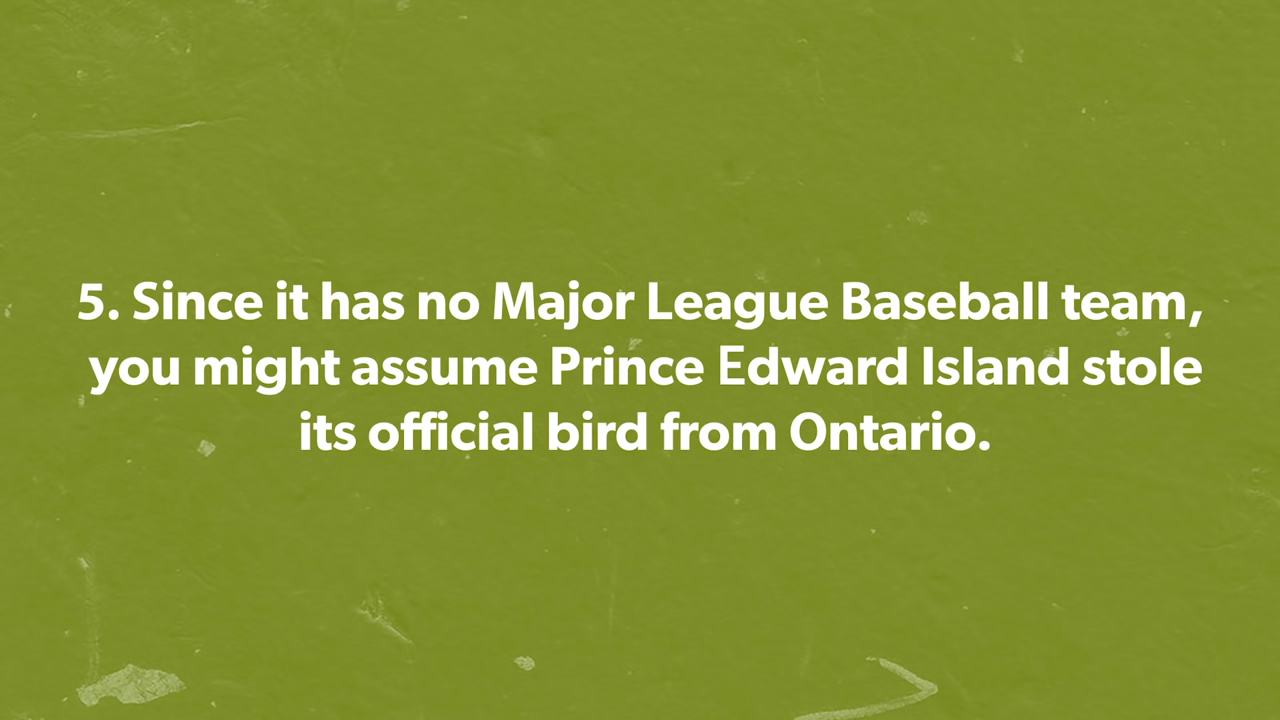 5. Since it has no Major League Baseball team,
you might assume Prince Edward Island stole
its official bird from Ontario.